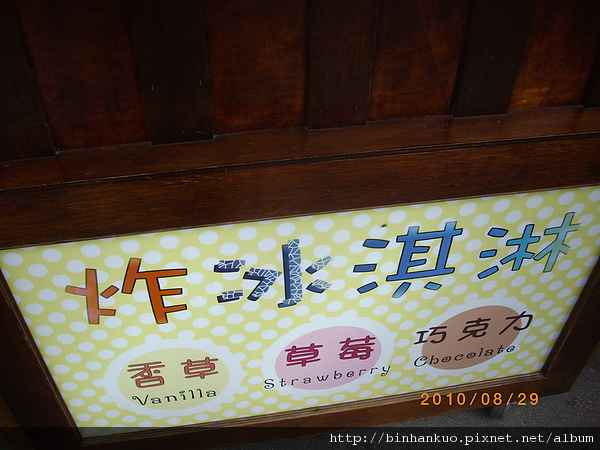 炸冰淇淋
香草
Vanilla
草莓
Strawberry
巧克力
Chocolate
2010/08/29
http://binhankuo.pixnet.net/album